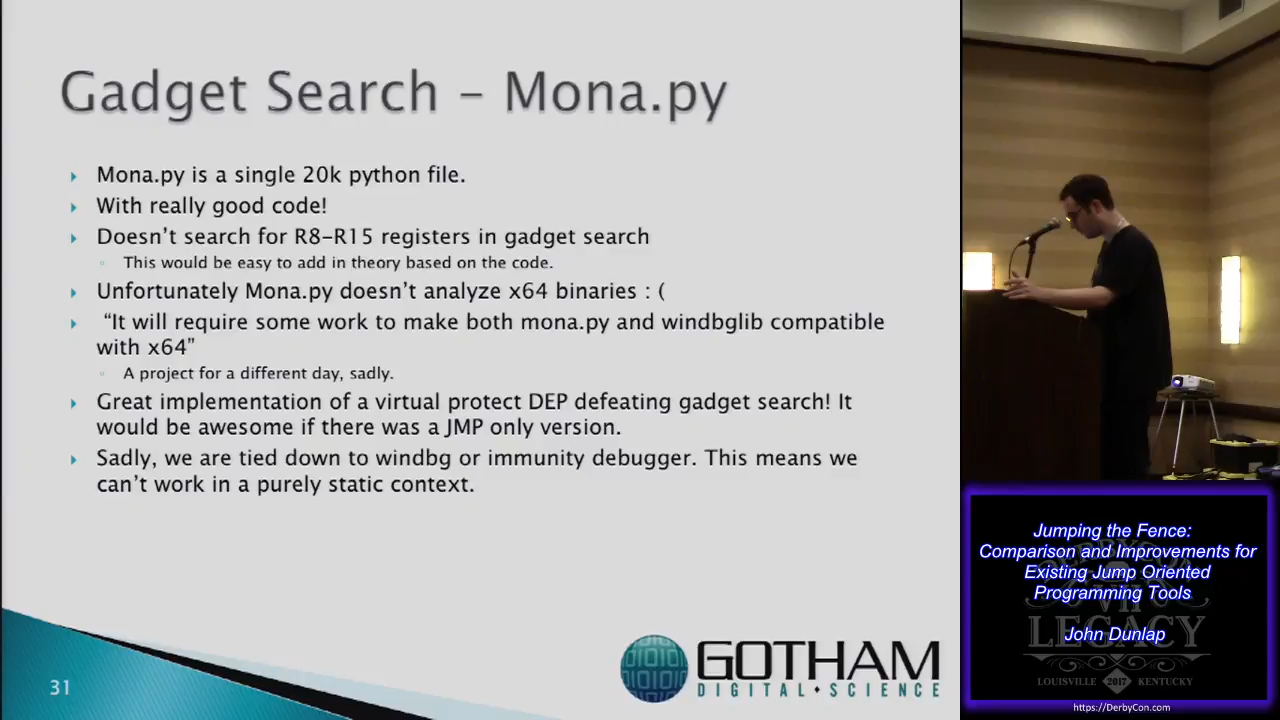 Gadget Search – Mona.py
Mona.py is a single 20k python file.
With really good code!
Doesn't search for R8-R15 registers in gadget search
This would be easy to add in theory based on the code.
Unfortunately Mona.py doesn't analyze x64 binaries : (
“It will require some work to make both mona.py and windbglib compatible
with x64”
A project for a different day, sadly.
Great implementation of a virtual protect DEP defeating gadget search! It
would be awesome if there was a JMP only version.
Sadly, we are tied down to windbg or immunity debugger. This means we
can't work in a purely static context.
31
GOTHAM
DIGITAL SCIENCE
Jumping the Fence:
Comparison and Improvements for
Existing Jump Oriented
Programming Tools
John Dunlap
LEGACY
LOUISVILLE 2017 KENTUCKY
https://DerbyCon.com